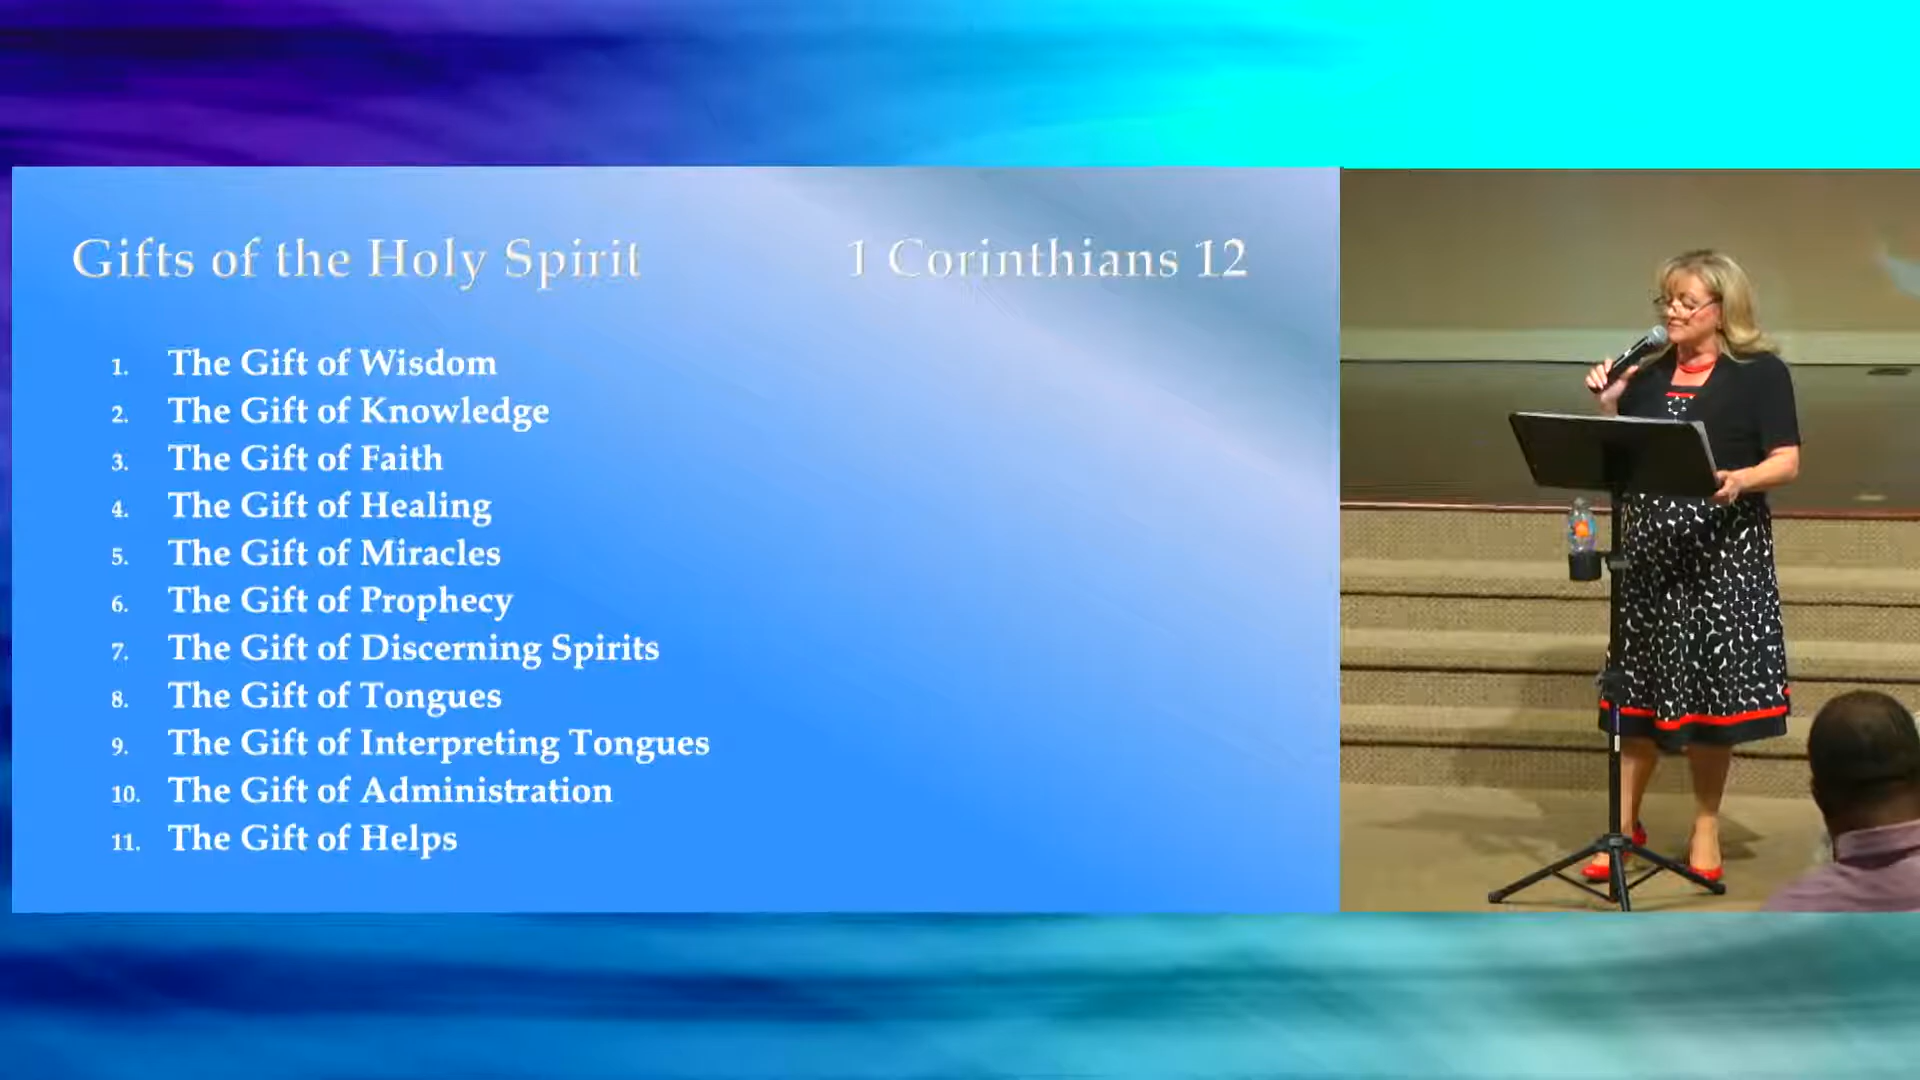 Gifts of the Holy Spirit 1 Corinthians 12
1. The Gift of Wisdom
2. The Gift of Knowledge
3. The Gift of Faith
4. The Gift of Healing
5. The Gift of Miracles
6. The Gift of Prophecy
7. The Gift of Discerning Spirits
8. The Gift of Tongues
9. The Gift of Interpreting Tongues
10. The Gift of Administration
11. The Gift of Helps